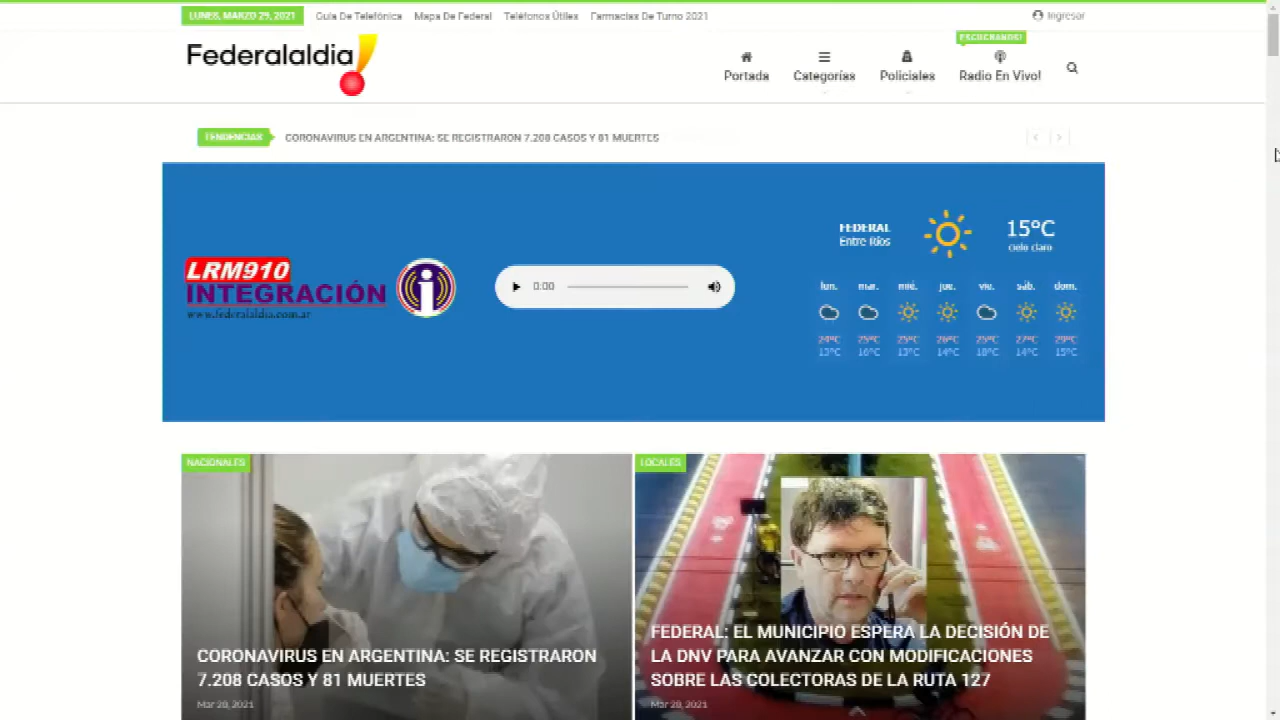 LUNES, MARZO 29, 2021
Guía De Telefónica
Mapa De Federal
Teléfonos Útiles
Farmacias De Turno 2021
Ingresar
Federalaldia
ESCUCHANOS!
Portada
Categorías
Policiales
Radio En Vivo!
TENDENCIAS
CORONAVIRUS EN ARGENTINA: SE REGISTRARON 7.208 CASOS Y 81 MUERTES
FEDERAL
Entre Ríos
15°C
cielo claro
LRM910
INTEGRACIÓN
www.federalaldia.com.ar
0:00
lun. mar. mié. jue. vie. sáb. dom.
24°C 25°C 25°C 26°C 25°C 27°C 29°C
13°C 16°C 13°C 14°C 18°C 14°C 15°C
NACIONALES
CORONAVIRUS EN ARGENTINA: SE REGISTRARON
7.208 CASOS Y 81 MUERTES
Mar 28, 2021
LOCALES
FEDERAL: EL MUNICIPIO ESPERA LA DECISIÓN DE
LA DNV PARA AVANZAR CON MODIFICACIONES
SOBRE LAS COLECTORAS DE LA RUTA 127
Mar 28, 2021